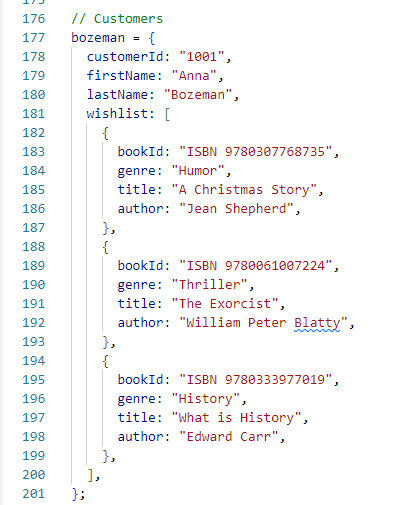 176 // Customers
177 bozeman = {
178 customerId: "1001",
179 firstName: "Anna",
180 lastName: "Bozeman",
181 wishlist: [
182 {
183 bookId: "ISBN 9780307768735",
184 genre: "Humor",
185 title: "A Christmas Story",
186 author: "Jean Shepherd",
187 },
188 {
189 bookId: "ISBN 9780061007224",
190 genre: "Thriller",
191 title: "The Exorcist",
192 author: "William Peter Blatty",
193 },
194 {
195 bookId: "ISBN 9780333977019",
196 genre: "History",
197 title: "What is History",
198 author: "Edward Carr",
199 },
200 ],
201 };